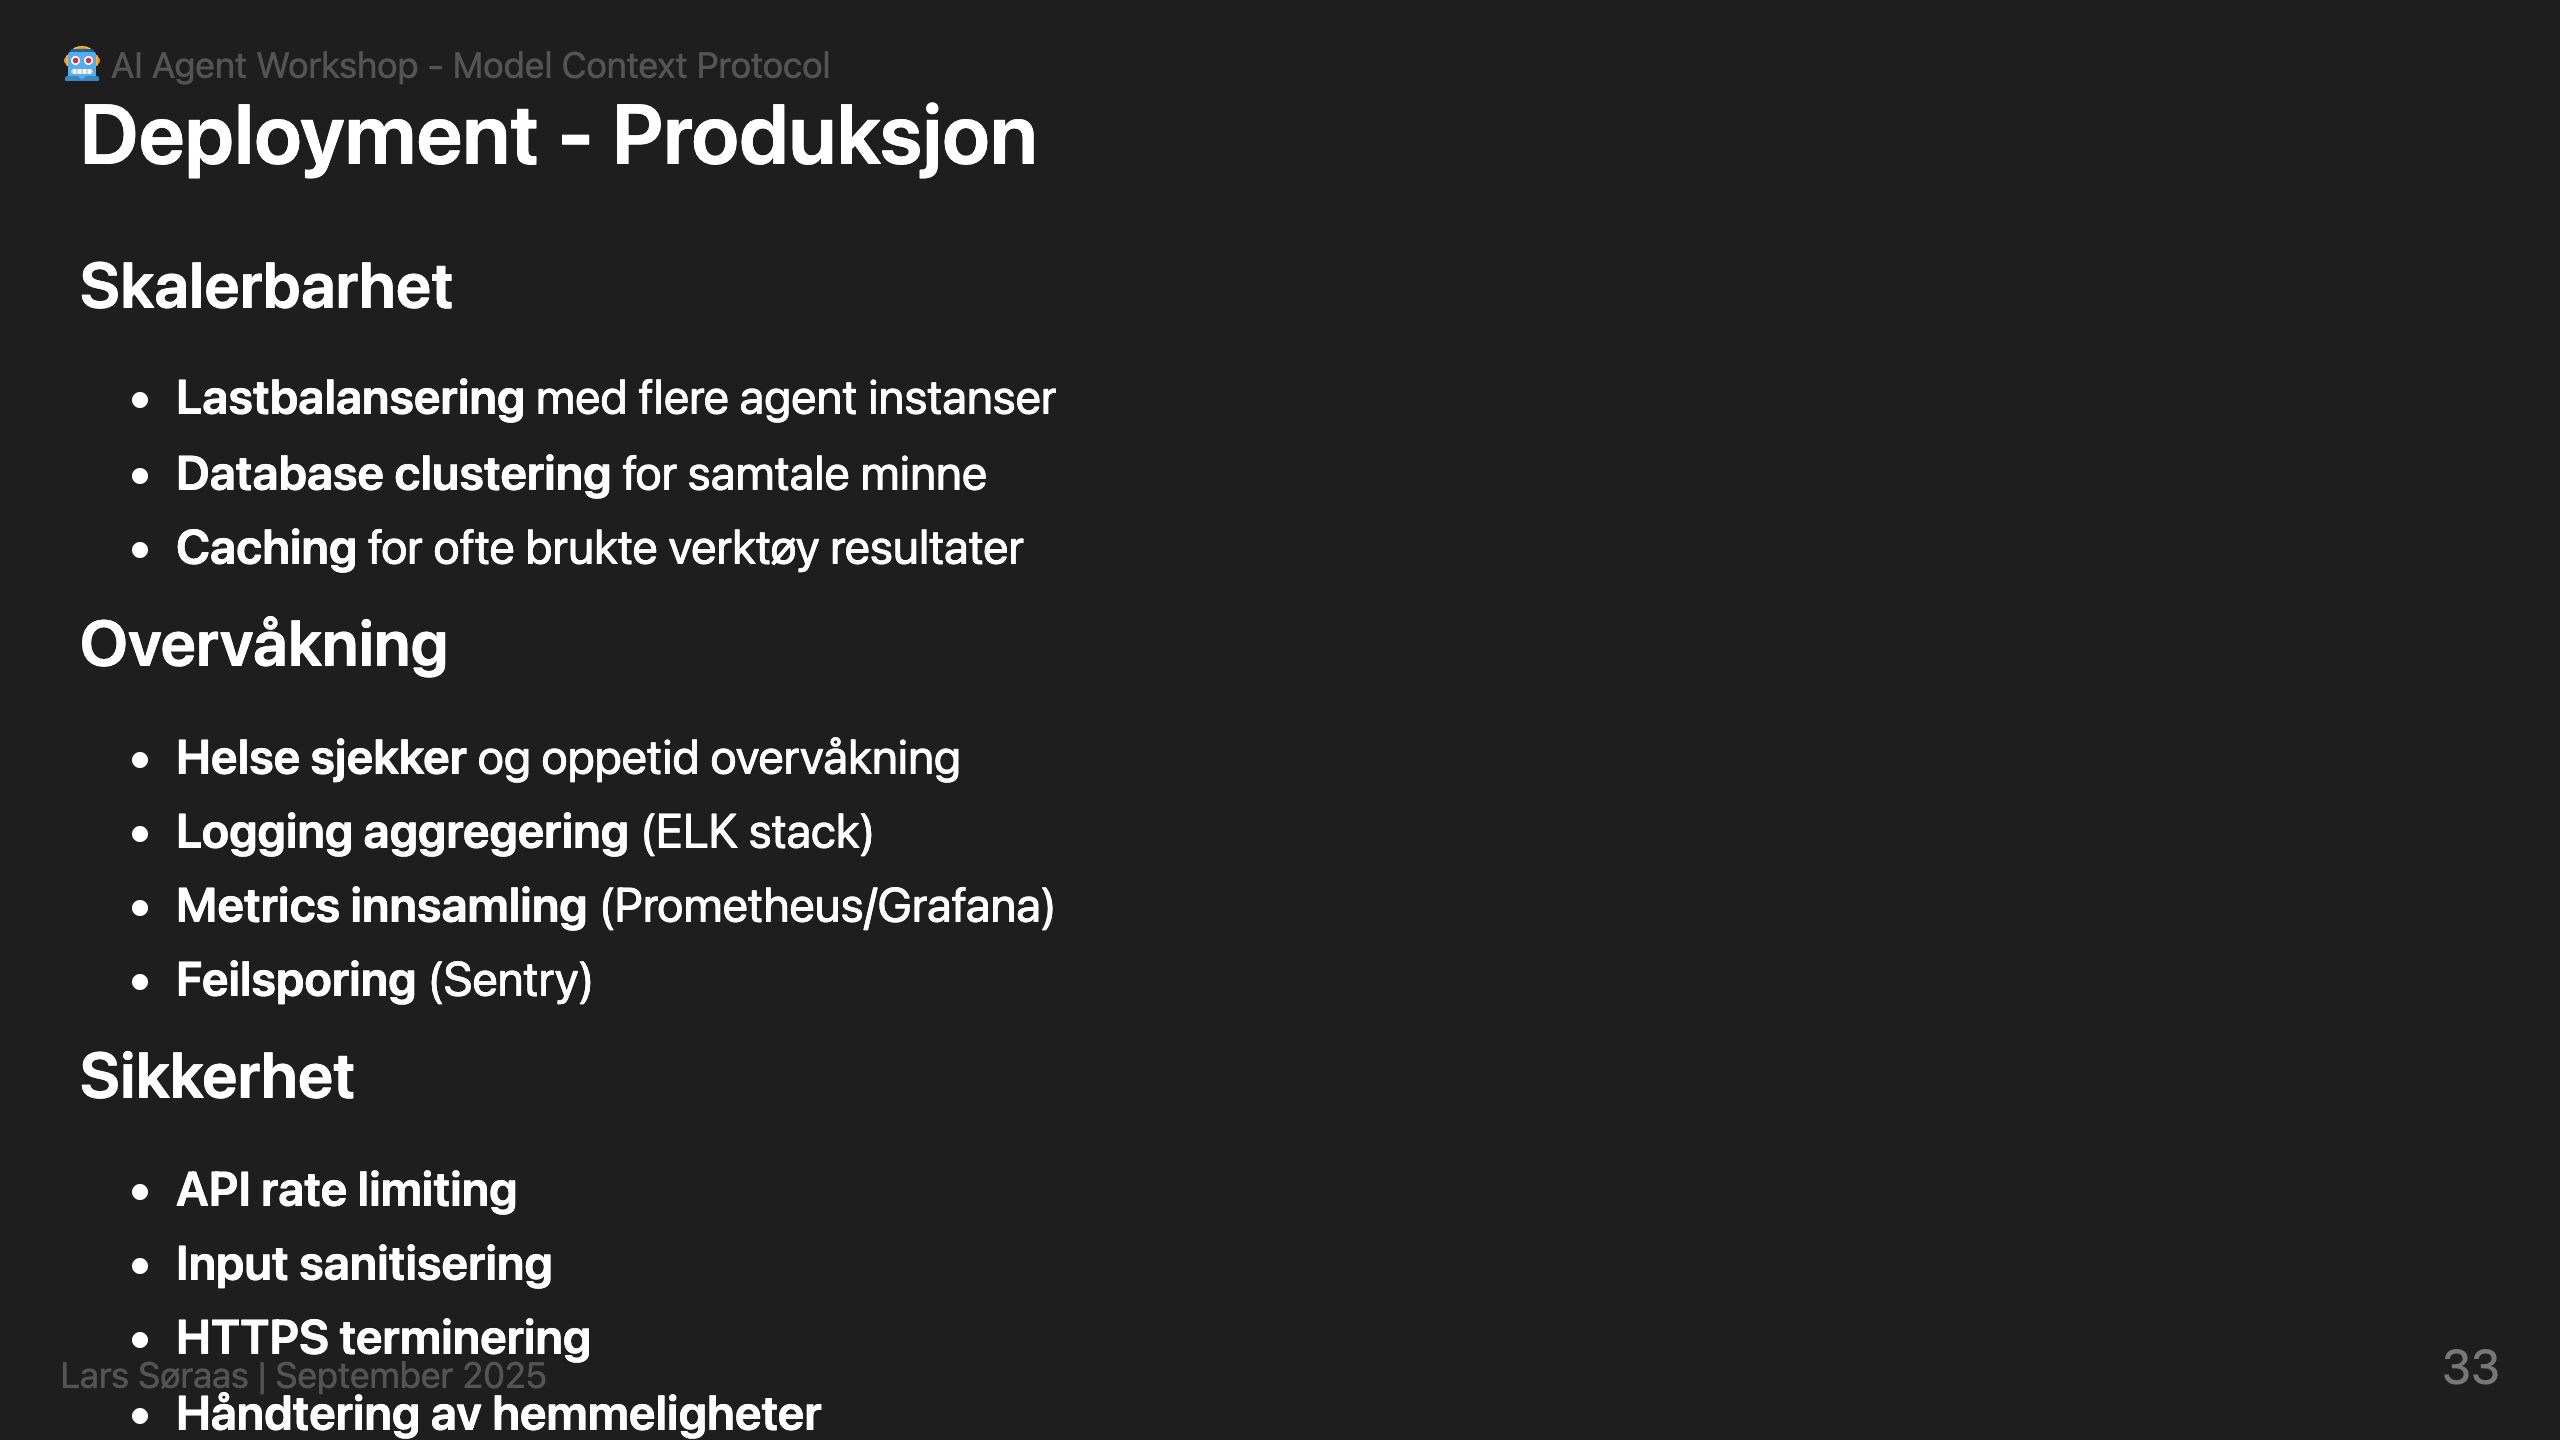 AI Agent Workshop - Model Context Protocol
Deployment - Produksjon
Skalerbarhet
• Lastbalansering med flere agent instanser
• Database clustering for samtale minne
• Caching for ofte brukte verktøy resultater
Overvåkning
• Helse sjekker og oppetid overvåkning
• Logging aggregering (ELK stack)
• Metrics innsamling (Prometheus/Grafana)
• Feilsporing (Sentry)
Sikkerhet
• API rate limiting
• Input sanitisering
• HTTPS terminering
• Håndtering av hemmeligheter
Lars Søraas | September 2025
33